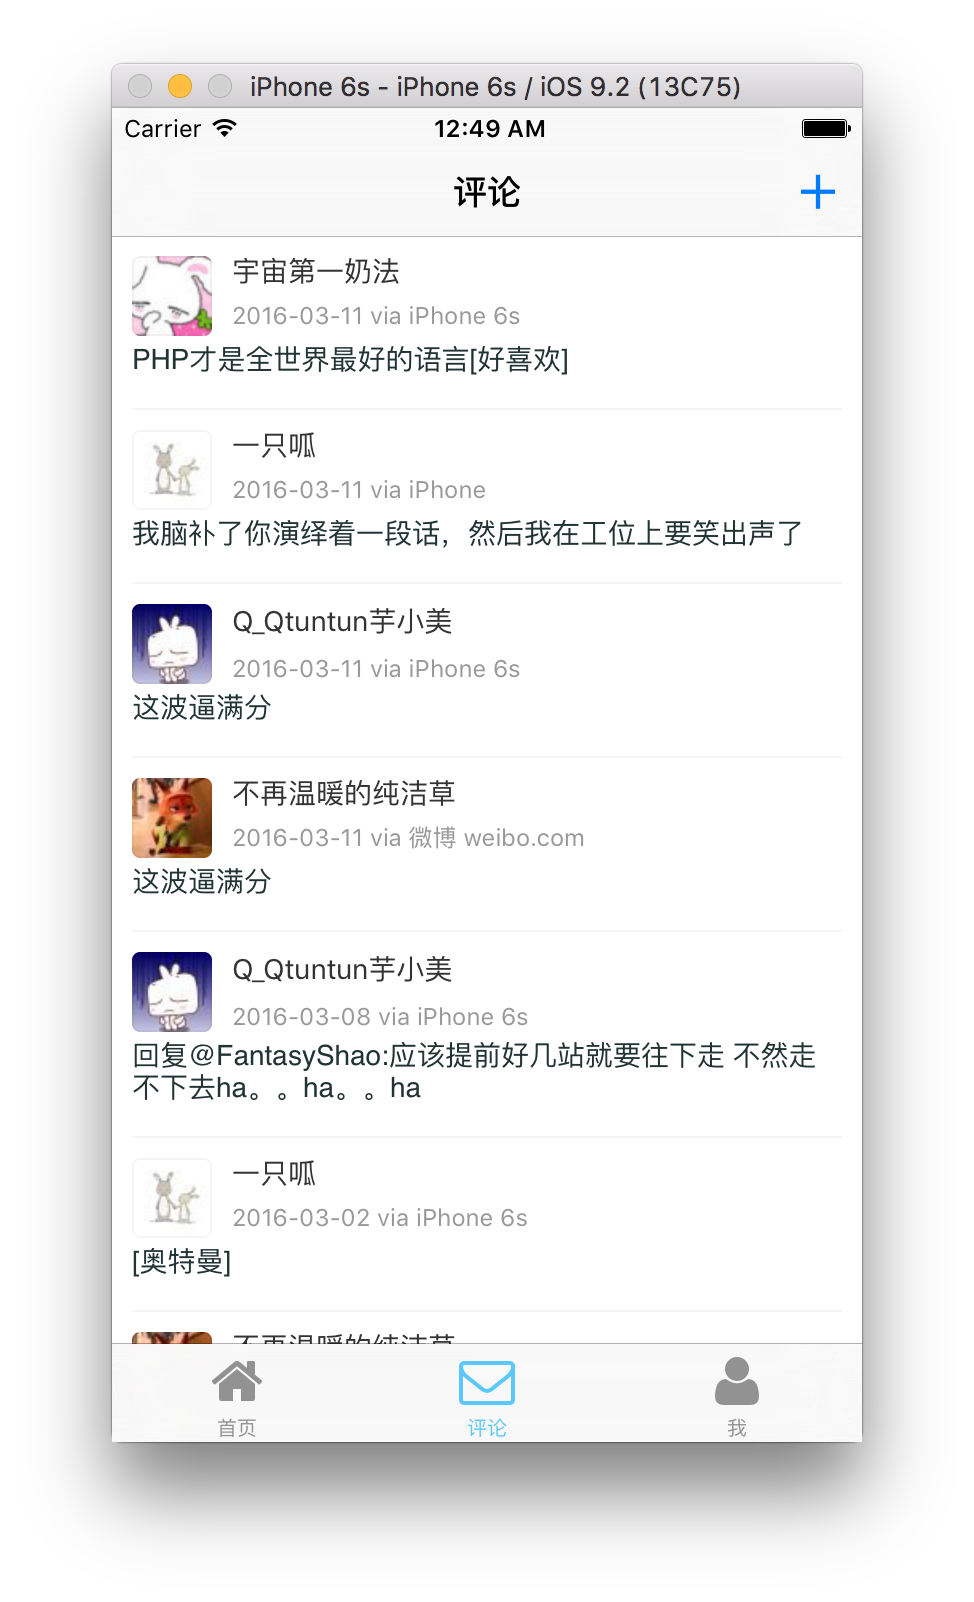 iPhone 6s - iPhone 6s / iOS 9.2 (13C75)
Carrier 12:49 AM
评论
宇宙第一奶法
2016-03-11 via iPhone 6s
PHP才是全世界最好的语言[好喜欢]
一只呱
2016-03-11 via iPhone
我脑补了你演绎着一段话，然后我在工位上要笑出声了
Q_Qtuntun芋小美
2016-03-11 via iPhone 6s
这波逼满分
不再温暖的纯洁草
2016-03-11 via 微博 weibo.com
这波逼满分
Q_Qtuntun芋小美
2016-03-08 via iPhone 6s
回复@FantasyShao:应该提前好几站就要往下走 不然走
不下去ha。。ha。。ha
一只呱
2016-03-02 via iPhone 6s
[奥特曼]
不再温暖的纯洁草
首页 评论 我